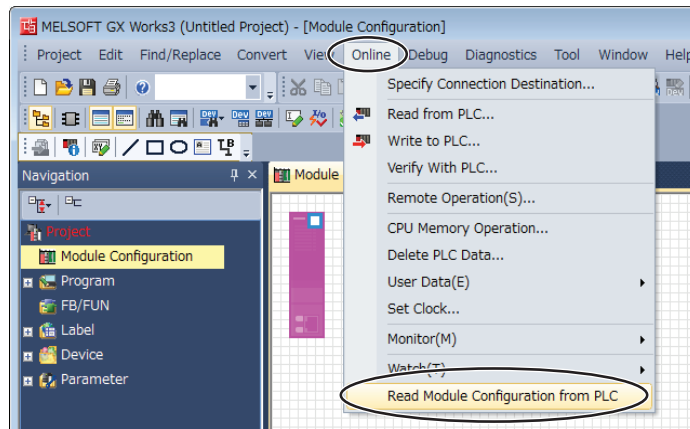 MELSOFT GX Works3 (Untitled Project) - [Module Configuration]
Project Edit Find/Replace Convert View Online Debug Diagnostics Tool Window Help
Navigation
Module
Project
Module Configuration
Program
FB/FUN
Label
Device
Parameter
Specify Connection Destination...
Read from PLC...
Write to PLC...
Verify With PLC...
Remote Operation(S)...
CPU Memory Operation...
Delete PLC Data...
User Data(E)
Set Clock...
Monitor(M)
Watch(T)
Read Module Configuration from PLC